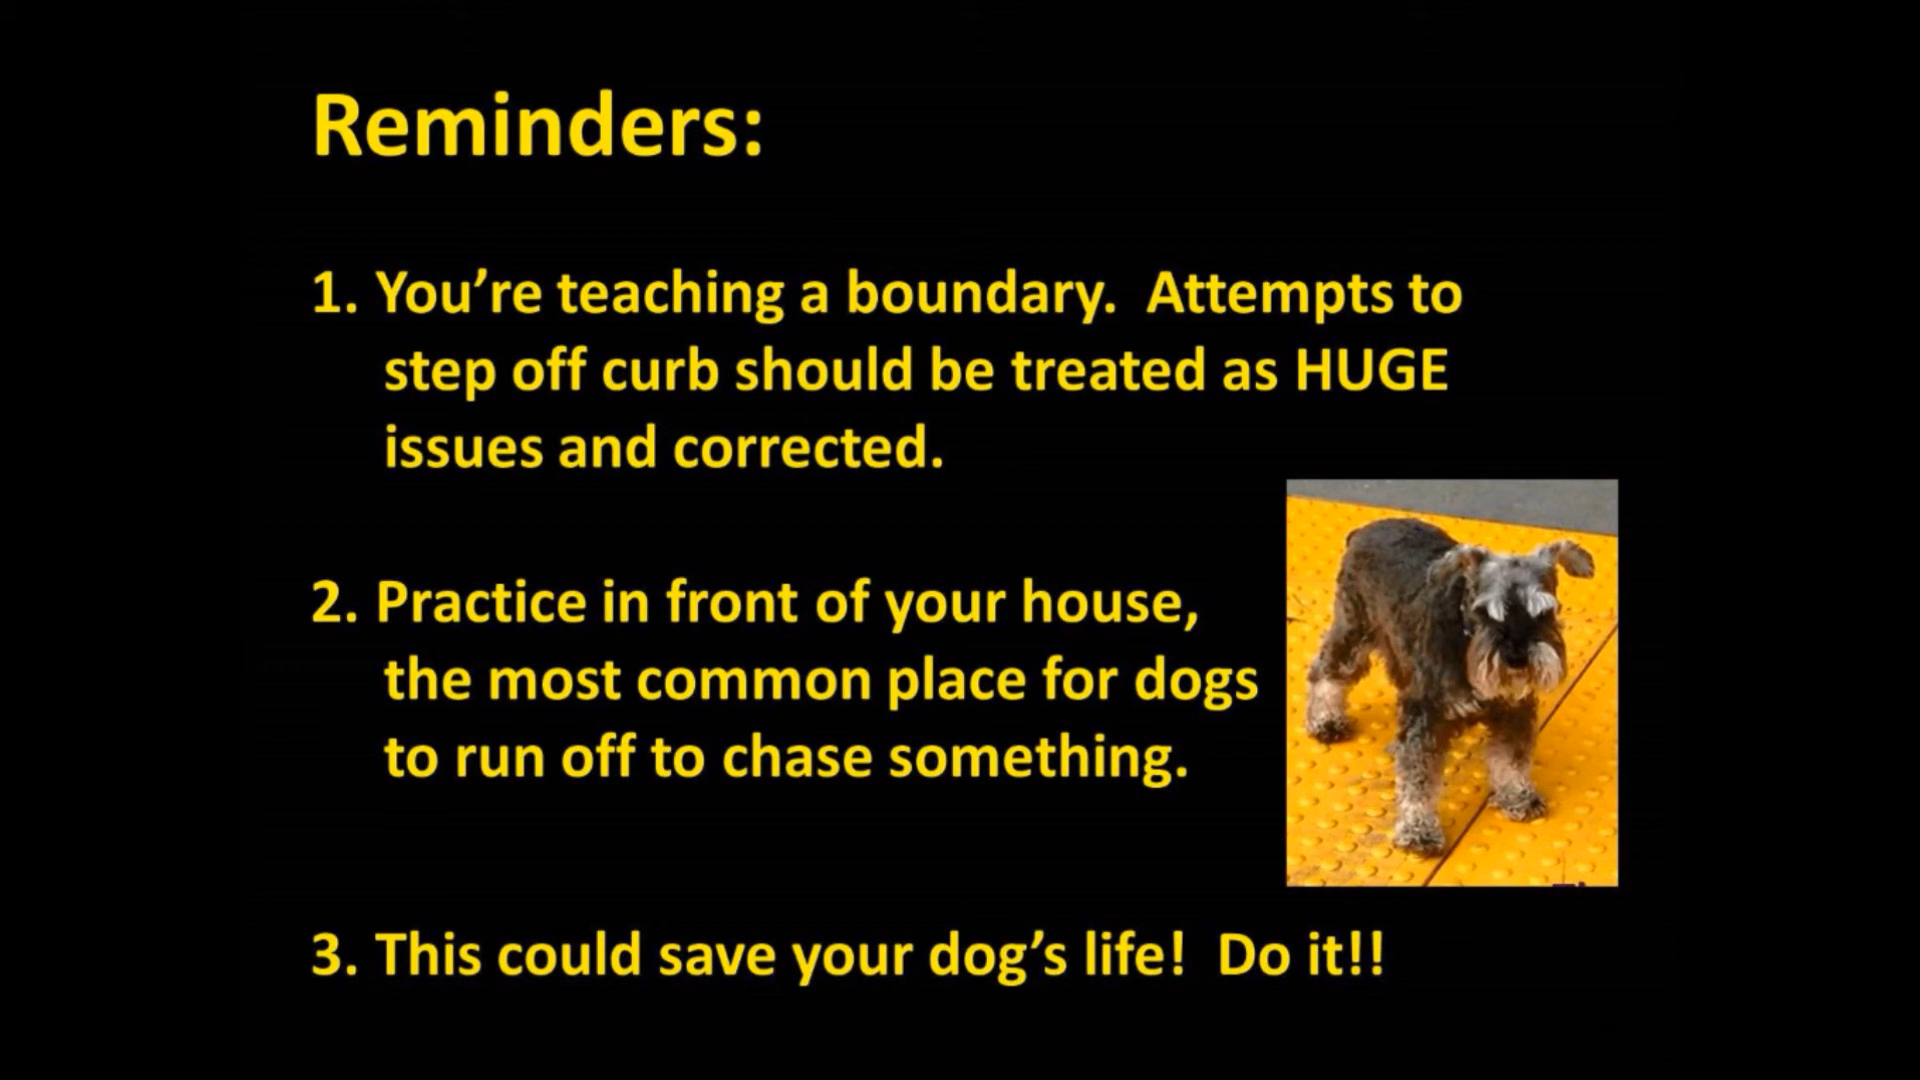 Reminders:
1. You’re teaching a boundary.  Attempts to
step off curb should be treated as HUGE
issues and corrected.
2. Practice in front of your house,
the most common place for dogs
to run off to chase something.
3. This could save your dog’s life!  Do it!!